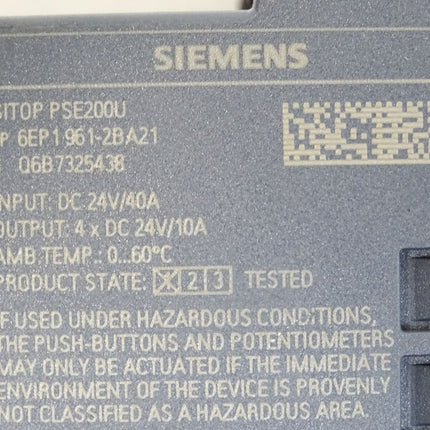 SIEMENS
SITOP PSE200U
P 6EP1 961-2BA21
Q6B7325438
INPUT: DC 24V/40A
OUTPUT: 4 x DC 24V/10A
AMB.TEMP.: 0...60°C
PRODUCT STATE: X 2 3 TESTED
IF USED UNDER HAZARDOUS CONDITIONS,
THE PUSH-BUTTONS AND POTENTIOMETERS
MAY ONLY BE ACTUATED IF THE IMMEDIATE
ENVIRONMENT OF THE DEVICE IS PROVENLY
NOT CLASSIFIED AS A HAZARDOUS AREA.